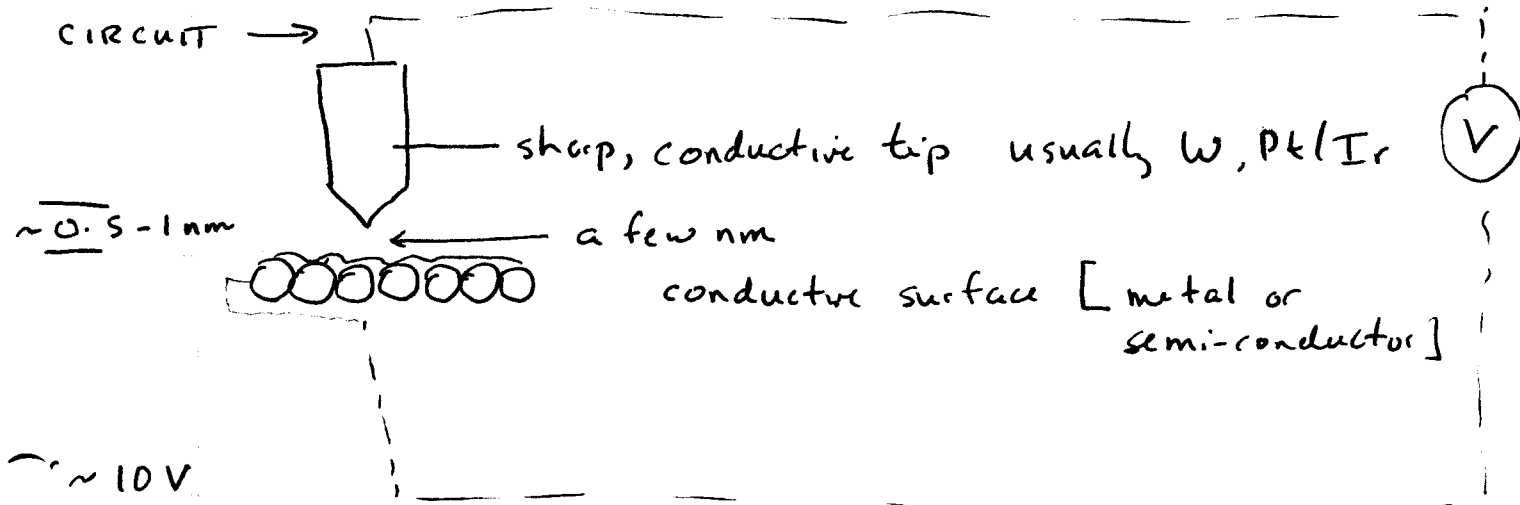 CIRCUIT →
sharp, conductive tip usually W, Pt/Ir
V
~0.5-1nm
a few nm
conductive surface [metal or
semi-conductor]
~10V